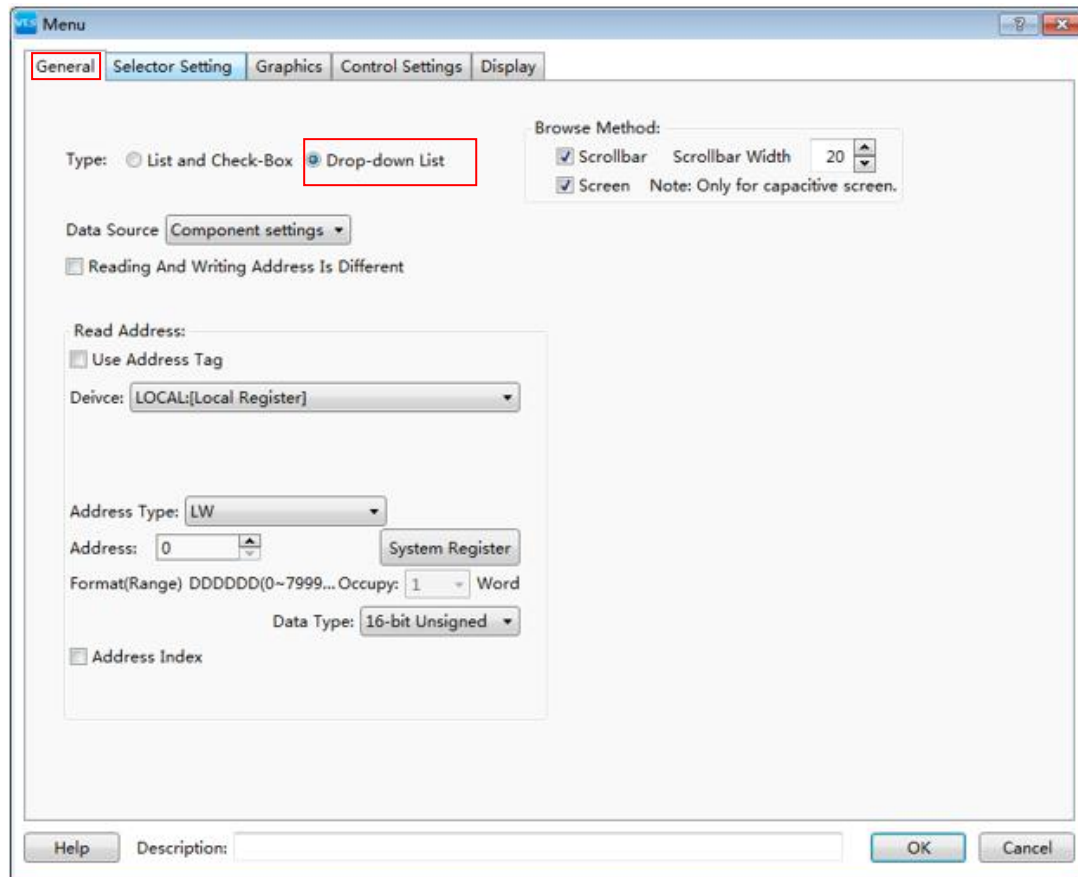 VES Menu
General Selector Setting Graphics Control Settings Display
Browse Method:
Type: List and Check-Box Drop-down List
Scrollbar Scrollbar Width 20
Screen Note: Only for capacitive screen.
Data Source Component settings
Reading And Writing Address Is Different
Read Address:
Use Address Tag
Deivce: LOCAL:[Local Register]
Address Type: LW
Address: 0 System Register
Format(Range) DDDDDD(0~7999... Occupy: 1 Word
Data Type: 16-bit Unsigned
Address Index
Help Description: OK Cancel